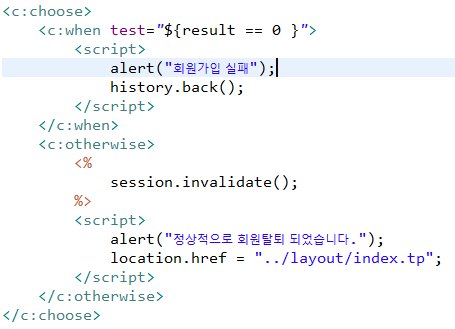 <c:choose>
<c:when test="${result == 0 }">
<script>
alert("회원가입 실패");
history.back();
</script>
</c:when>
<c:otherwise>
<%
session.invalidate();
%>
<script>
alert("정상적으로 회원탈퇴 되었습니다.");
location.href = "../layout/index.tp";
</script>
</c:otherwise>
</c:choose>